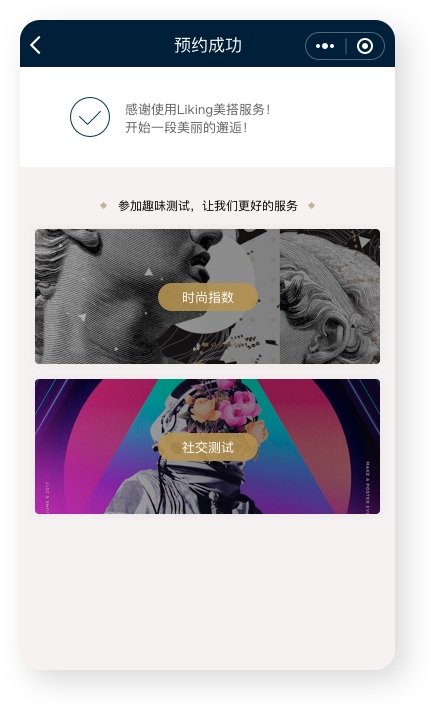 预约成功
感谢使用Liking美搭服务！
开始一段美丽的邂逅！
参加趣味测试，让我们更好的服务
时尚指数
社交测试
JUNE 8 2017
MAKE A POSTER EVE